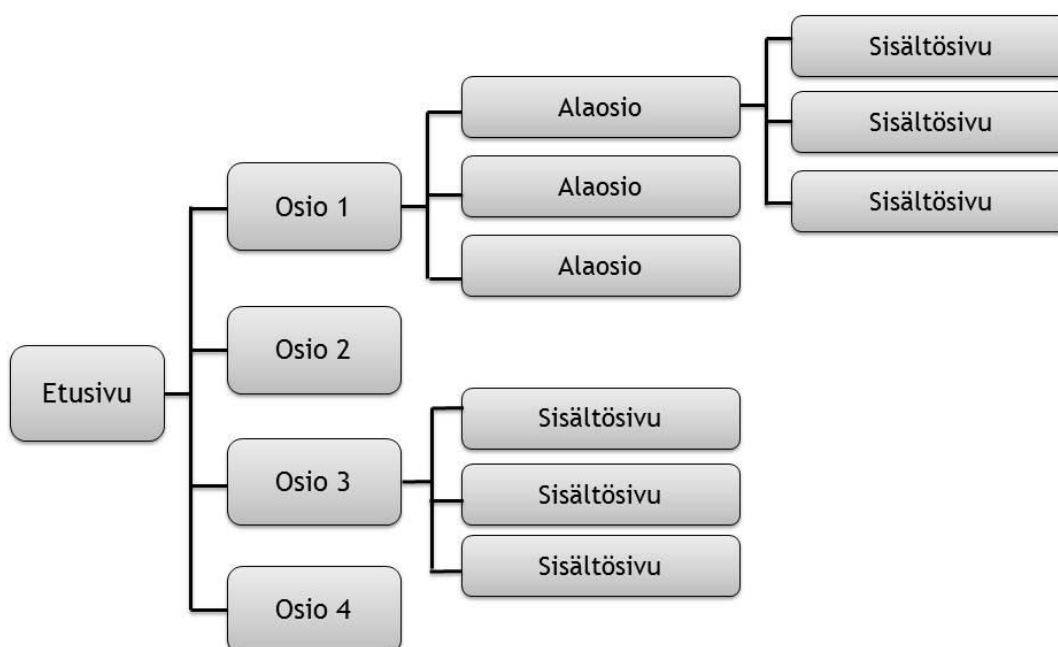 Sisältösivu
Alaosio
Sisältösivu
Alaosio
Sisältösivu
Osio 1
Alaosio
Osio 2
Etusivu
Sisältösivu
Osio 3
Sisältösivu
Sisältösivu
Osio 4